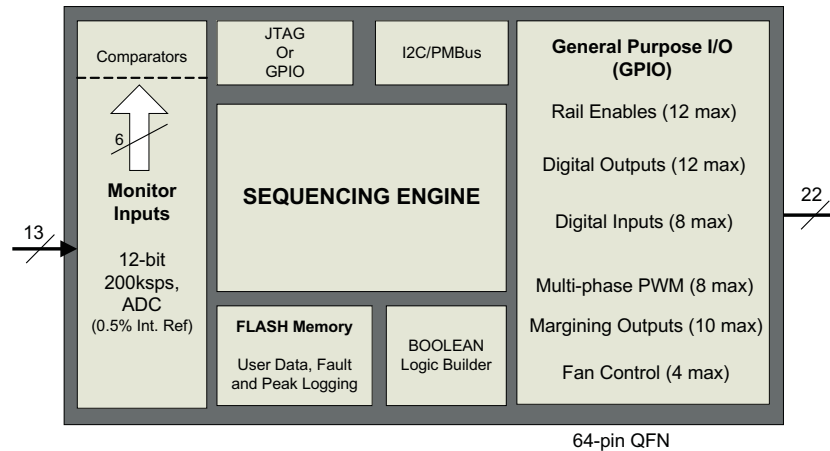 Comparators
6
Monitor
Inputs
13
12-bit
200ksps,
ADC
(0.5% Int. Ref)
JTAG
Or
GPIO
I2C/PMBus
SEQUENCING ENGINE
FLASH Memory
User Data, Fault
and Peak Logging
BOOLEAN
Logic Builder
General Purpose I/O
(GPIO)
Rail Enables (12 max)
Digital Outputs (12 max)
Digital Inputs (8 max)
Multi-phase PWM (8 max)
Margining Outputs (10 max)
Fan Control (4 max)
22
64-pin QFN